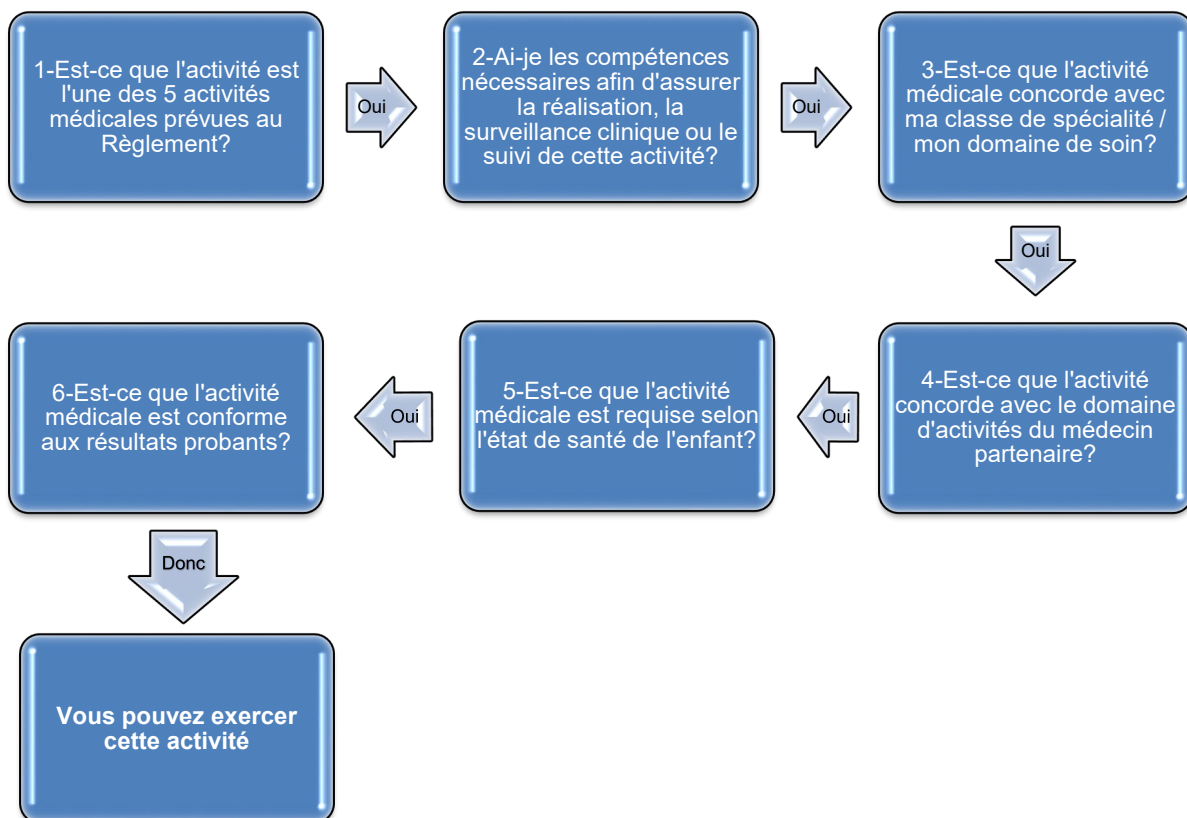 1-Est-ce que l'activité est
l'une des 5 activités
médicales prévues au
Règlement?
Oui
2-Ai-je les compétences
nécessaires afin d'assurer
la réalisation, la
surveillance clinique ou le
suivi de cette activité?
Oui
3-Est-ce que l'activité
médicale concorde avec
ma classe de spécialité /
mon domaine de soin?
Oui
4-Est-ce que l'activité
concorde avec le domaine
d'activités du médecin
partenaire?
Oui
5-Est-ce que l'activité
médicale est requise selon
l'état de santé de l'enfant?
Oui
6-Est-ce que l'activité
médicale est conforme
aux résultats probants?
Donc
Vous pouvez exercer
cette activité